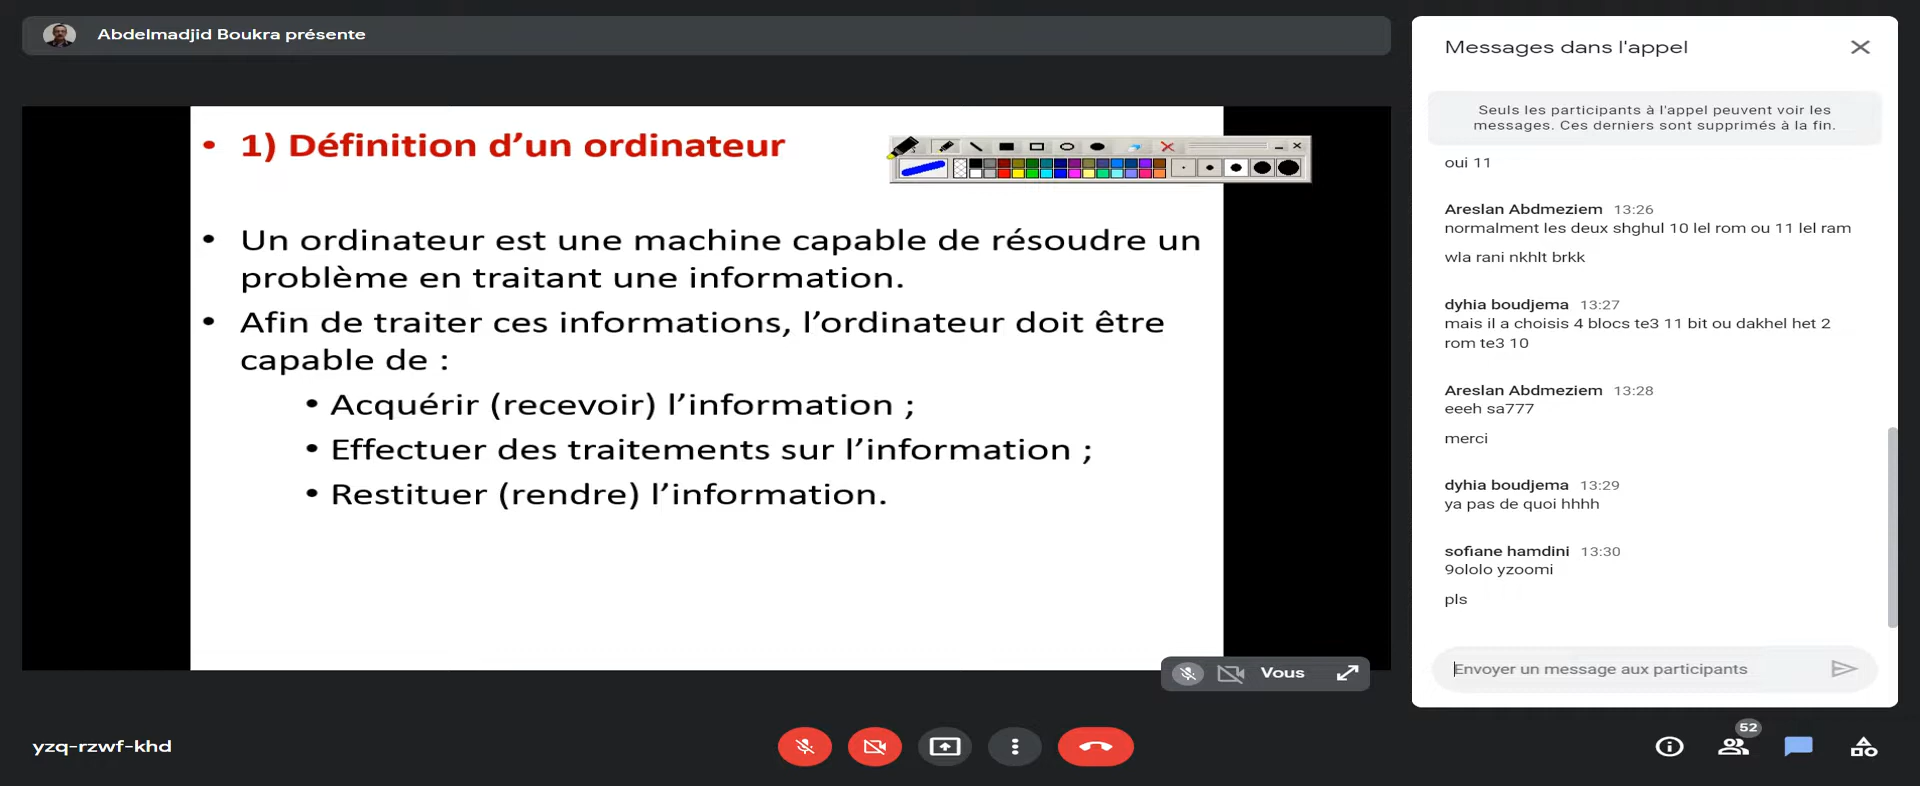 Abdelmadjid Boukra présente
• 1) Définition d’un ordinateur
• Un ordinateur est une machine capable de résoudre un
problème en traitant une information.
• Afin de traiter ces informations, l’ordinateur doit être
capable de :
• Acquérir (recevoir) l’information ;
• Effectuer des traitements sur l’information ;
• Restituer (rendre) l’information.
Vous
yzq-rzwf-khd
Messages dans l'appel
Seuls les participants à l'appel peuvent voir les
messages. Ces derniers sont supprimés à la fin.
oui 11
Areslan Abdmeziem 13:26
normalment les deux shghul 10 lel rom ou 11 lel ram
wla rani nkhlt brkk
dyhia boudjema 13:27
mais il a choisis 4 blocs te3 11 bit ou dakhel het 2
rom te3 10
Areslan Abdmeziem 13:28
eeeh sa777
merci
dyhia boudjema 13:29
ya pas de quoi hhhh
sofiane hamdini 13:30
9ololo yzoomi
pls
Envoyer un message aux participants
52